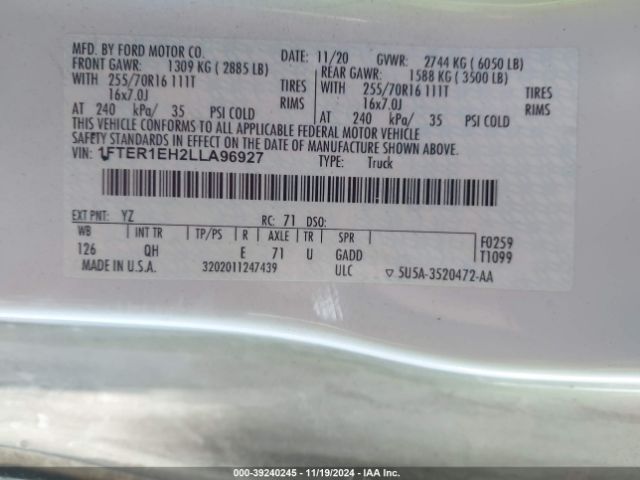 MFD. BY FORD MOTOR CO. DATE: 11/20 GVWR: 2744 KG ( 6050 LB)
FRONT GAWR: 1309 KG ( 2885 LB) REAR GAWR: 1588 KG ( 3500 LB)
WITH 255/70R16 111T TIRES WITH 255/70R16 111T TIRES
16x7.0J RIMS 16x7.0J RIMS
AT 240 kPa/ 35 PSI COLD AT 240 kPa/ 35 PSI COLD
THIS VEHICLE CONFORMS TO ALL APPLICABLE FEDERAL MOTOR VEHICLE
SAFETY STANDARDS IN EFFECT ON THE DATE OF MANUFACTURE SHOWN ABOVE.
VIN: 1FTER1EH2LLA96927 TYPE: Truck
EXT PNT: YZ RC: 71 DSO:
WB INT TR TP/PS R AXLE TR SPR F0259
126 QH E 71 U GADD T1099
MADE IN U.S.A. 3202011247439 ULC ▽ 5U5A-3520472-AA
000-39240245 - 11/19/2024 - IAA Inc.